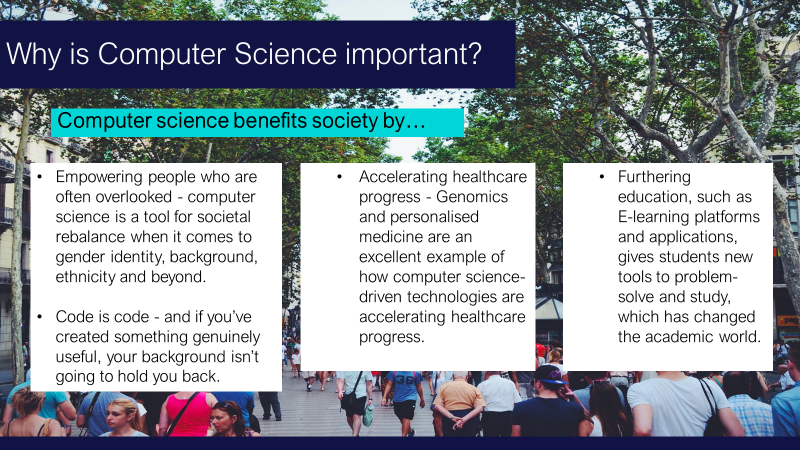 Why is Computer Science important?
Computer science benefits society by…
• Empowering people who are
often overlooked - computer
science is a tool for societal
rebalance when it comes to
gender identity, background,
ethnicity and beyond.
• Code is code - and if you’ve
created something genuinely
useful, your background isn’t
going to hold you back.
• Accelerating healthcare
progress - Genomics
and personalised
medicine are an
excellent example of
how computer science-
driven technologies are
accelerating healthcare
progress.
• Furthering
education, such as
E-learning platforms
and applications,
gives students new
tools to problem-
solve and study,
which has changed
the academic world.
36